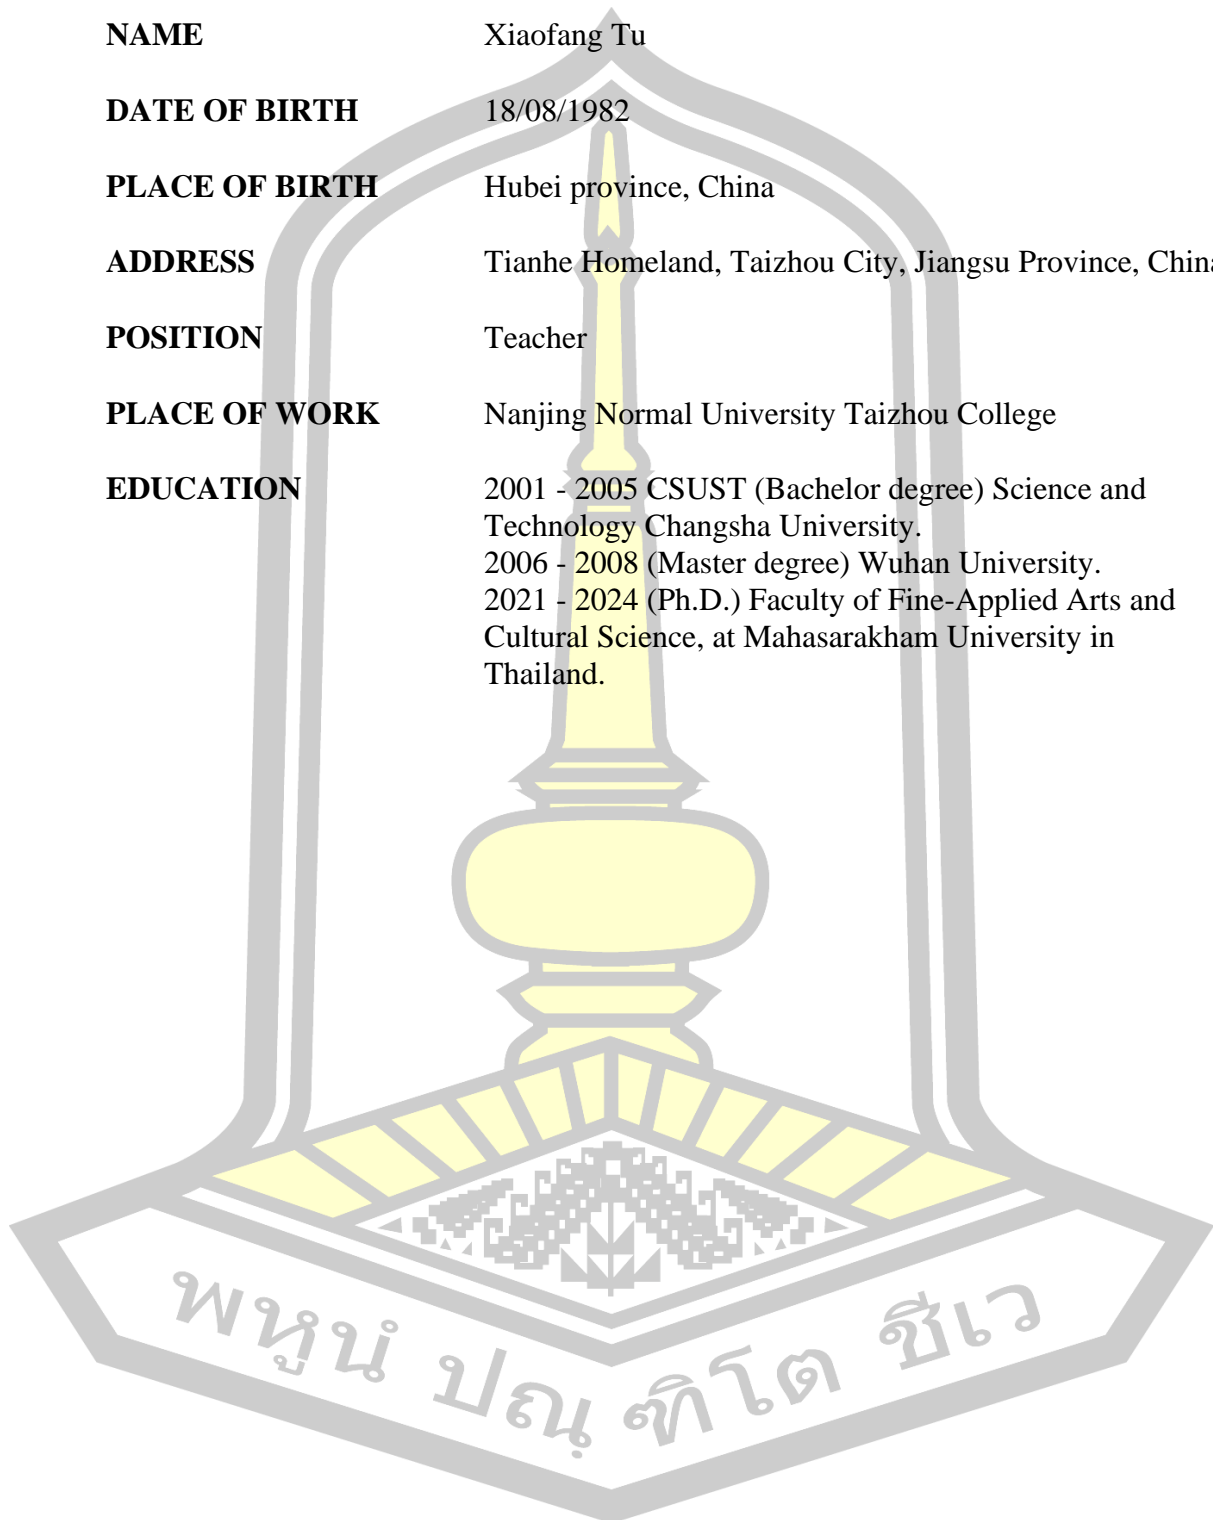 NAME Xiaofang Tu
DATE OF BIRTH 18/08/1982
PLACE OF BIRTH Hubei province, China
ADDRESS Tianhe Homeland, Taizhou City, Jiangsu Province, China
POSITION Teacher
PLACE OF WORK Nanjing Normal University Taizhou College
EDUCATION 2001 - 2005 CSUST (Bachelor degree) Science and
Technology Changsha University.
2006 - 2008 (Master degree) Wuhan University.
2021 - 2024 (Ph.D.) Faculty of Fine-Applied Arts and
Cultural Science, at Mahasarakham University in
Thailand.
พหูนํ ปณฺฑิโต ชีเว